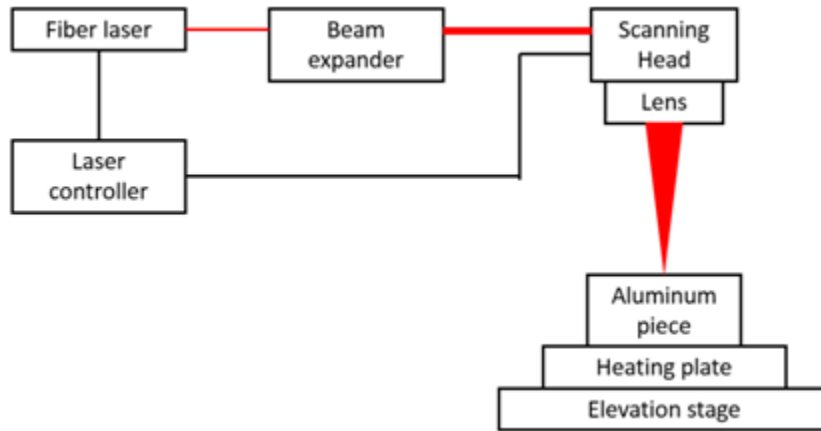 Fiber laser
Beam
expander
Scanning
Head
Lens
Laser
controller
Aluminum
piece
Heating plate
Elevation stage